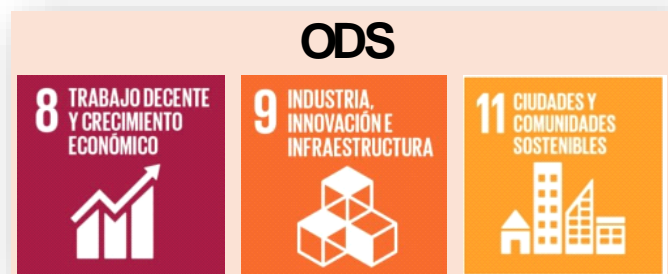 ODS
8 TRABAJO DECENTE
Y CRECIMIENTO
ECONÓMICO
9 INDUSTRIA,
INNOVACIÓN E
INFRAESTRUCTURA
11 CIUDADES Y
COMUNIDADES
SOSTENIBLES